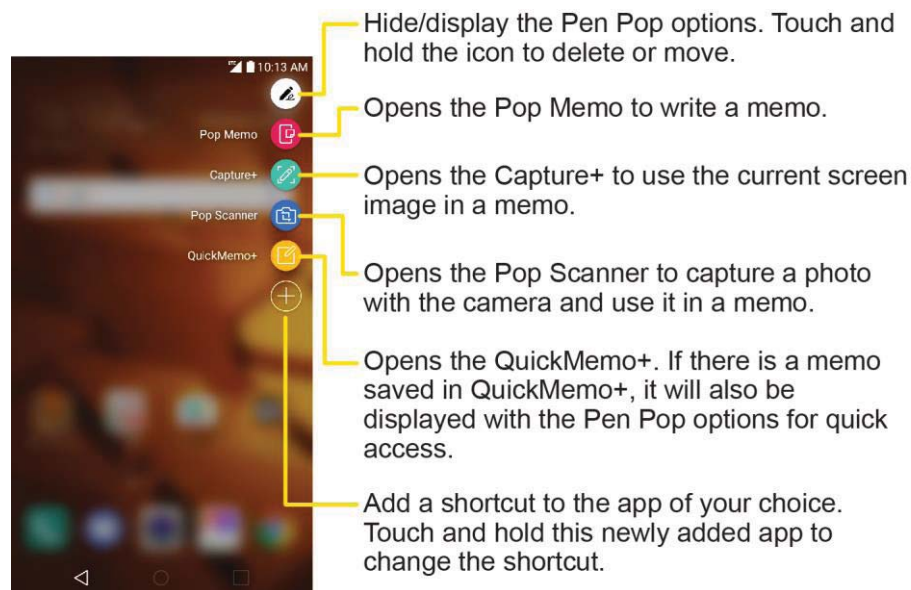 Hide/display the Pen Pop options. Touch and
hold the icon to delete or move.
10:13 AM
Opens the Pop Memo to write a memo.
Pop Memo
Opens the Capture+ to use the current screen
image in a memo.
Capture+
Pop Scanner
QuickMemo+
Opens the Pop Scanner to capture a photo
with the camera and use it in a memo.
Opens the QuickMemo+. If there is a memo
saved in QuickMemo+, it will also be
displayed with the Pen Pop options for quick
access.
Add a shortcut to the app of your choice.
Touch and hold this newly added app to
change the shortcut.